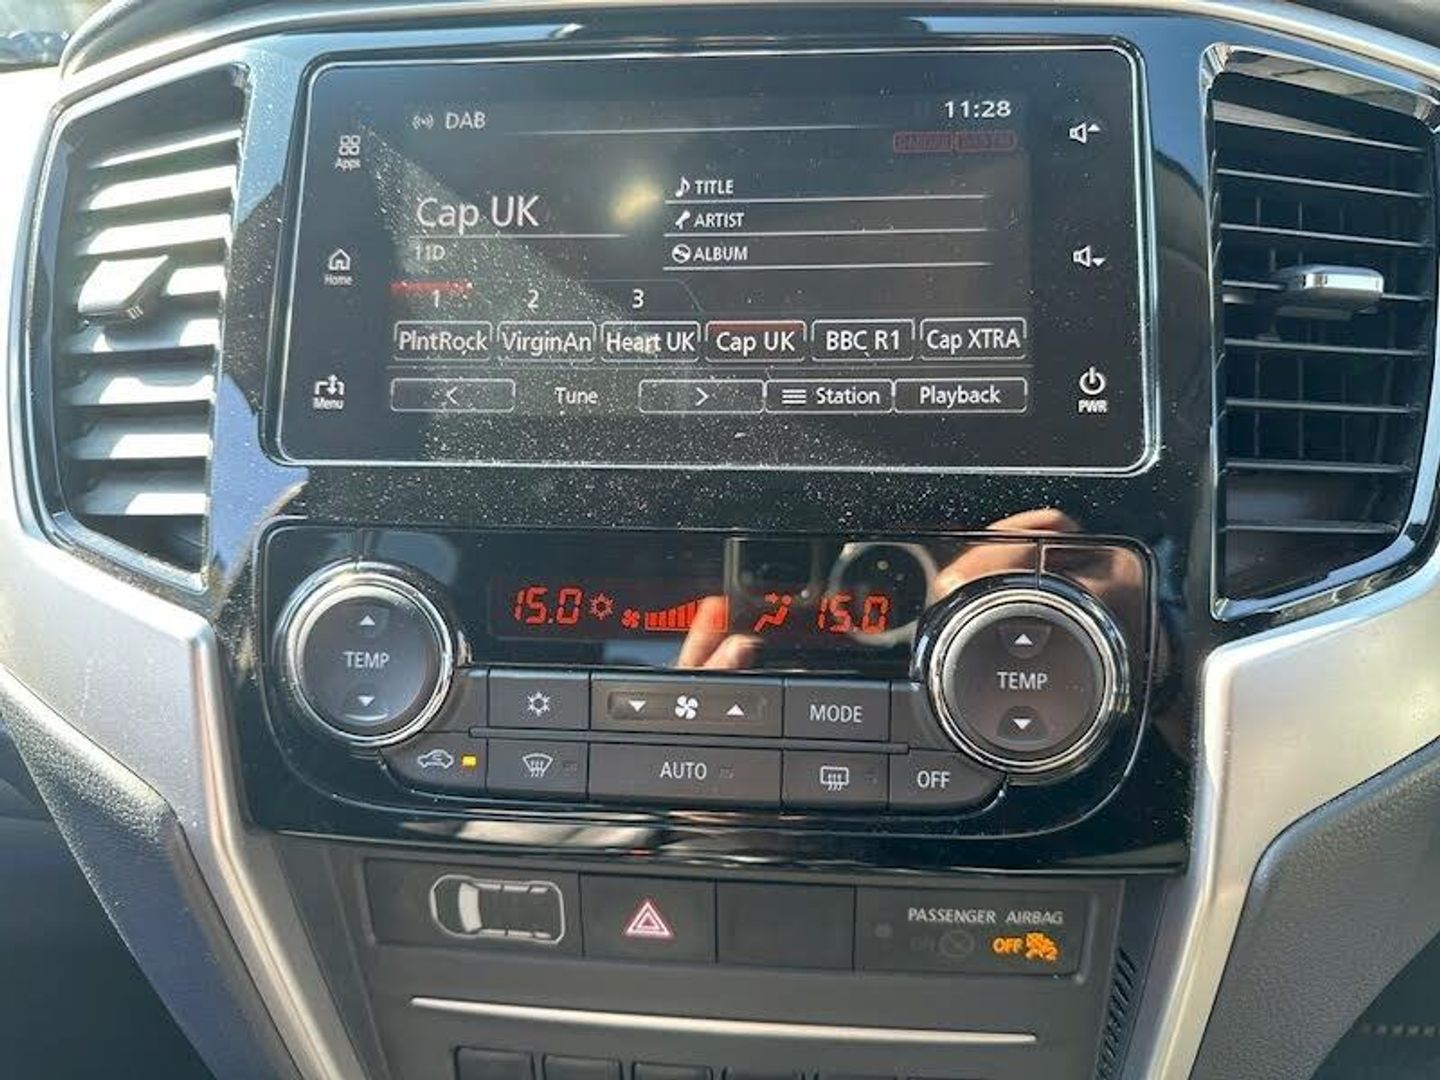 DAB
11:28
Apps
Cap UK
TITLE
ARTIST
11D
ALBUM
Home
1 2 3
PlntRock VirginAn Heart UK Cap UK BBC R1 Cap XTRA
< Tune > Station Playback
Menu
PWR
15.0 15.0
TEMP
TEMP
MODE
AUTO
OFF
PASSENGER AIRBAG
OFF 2